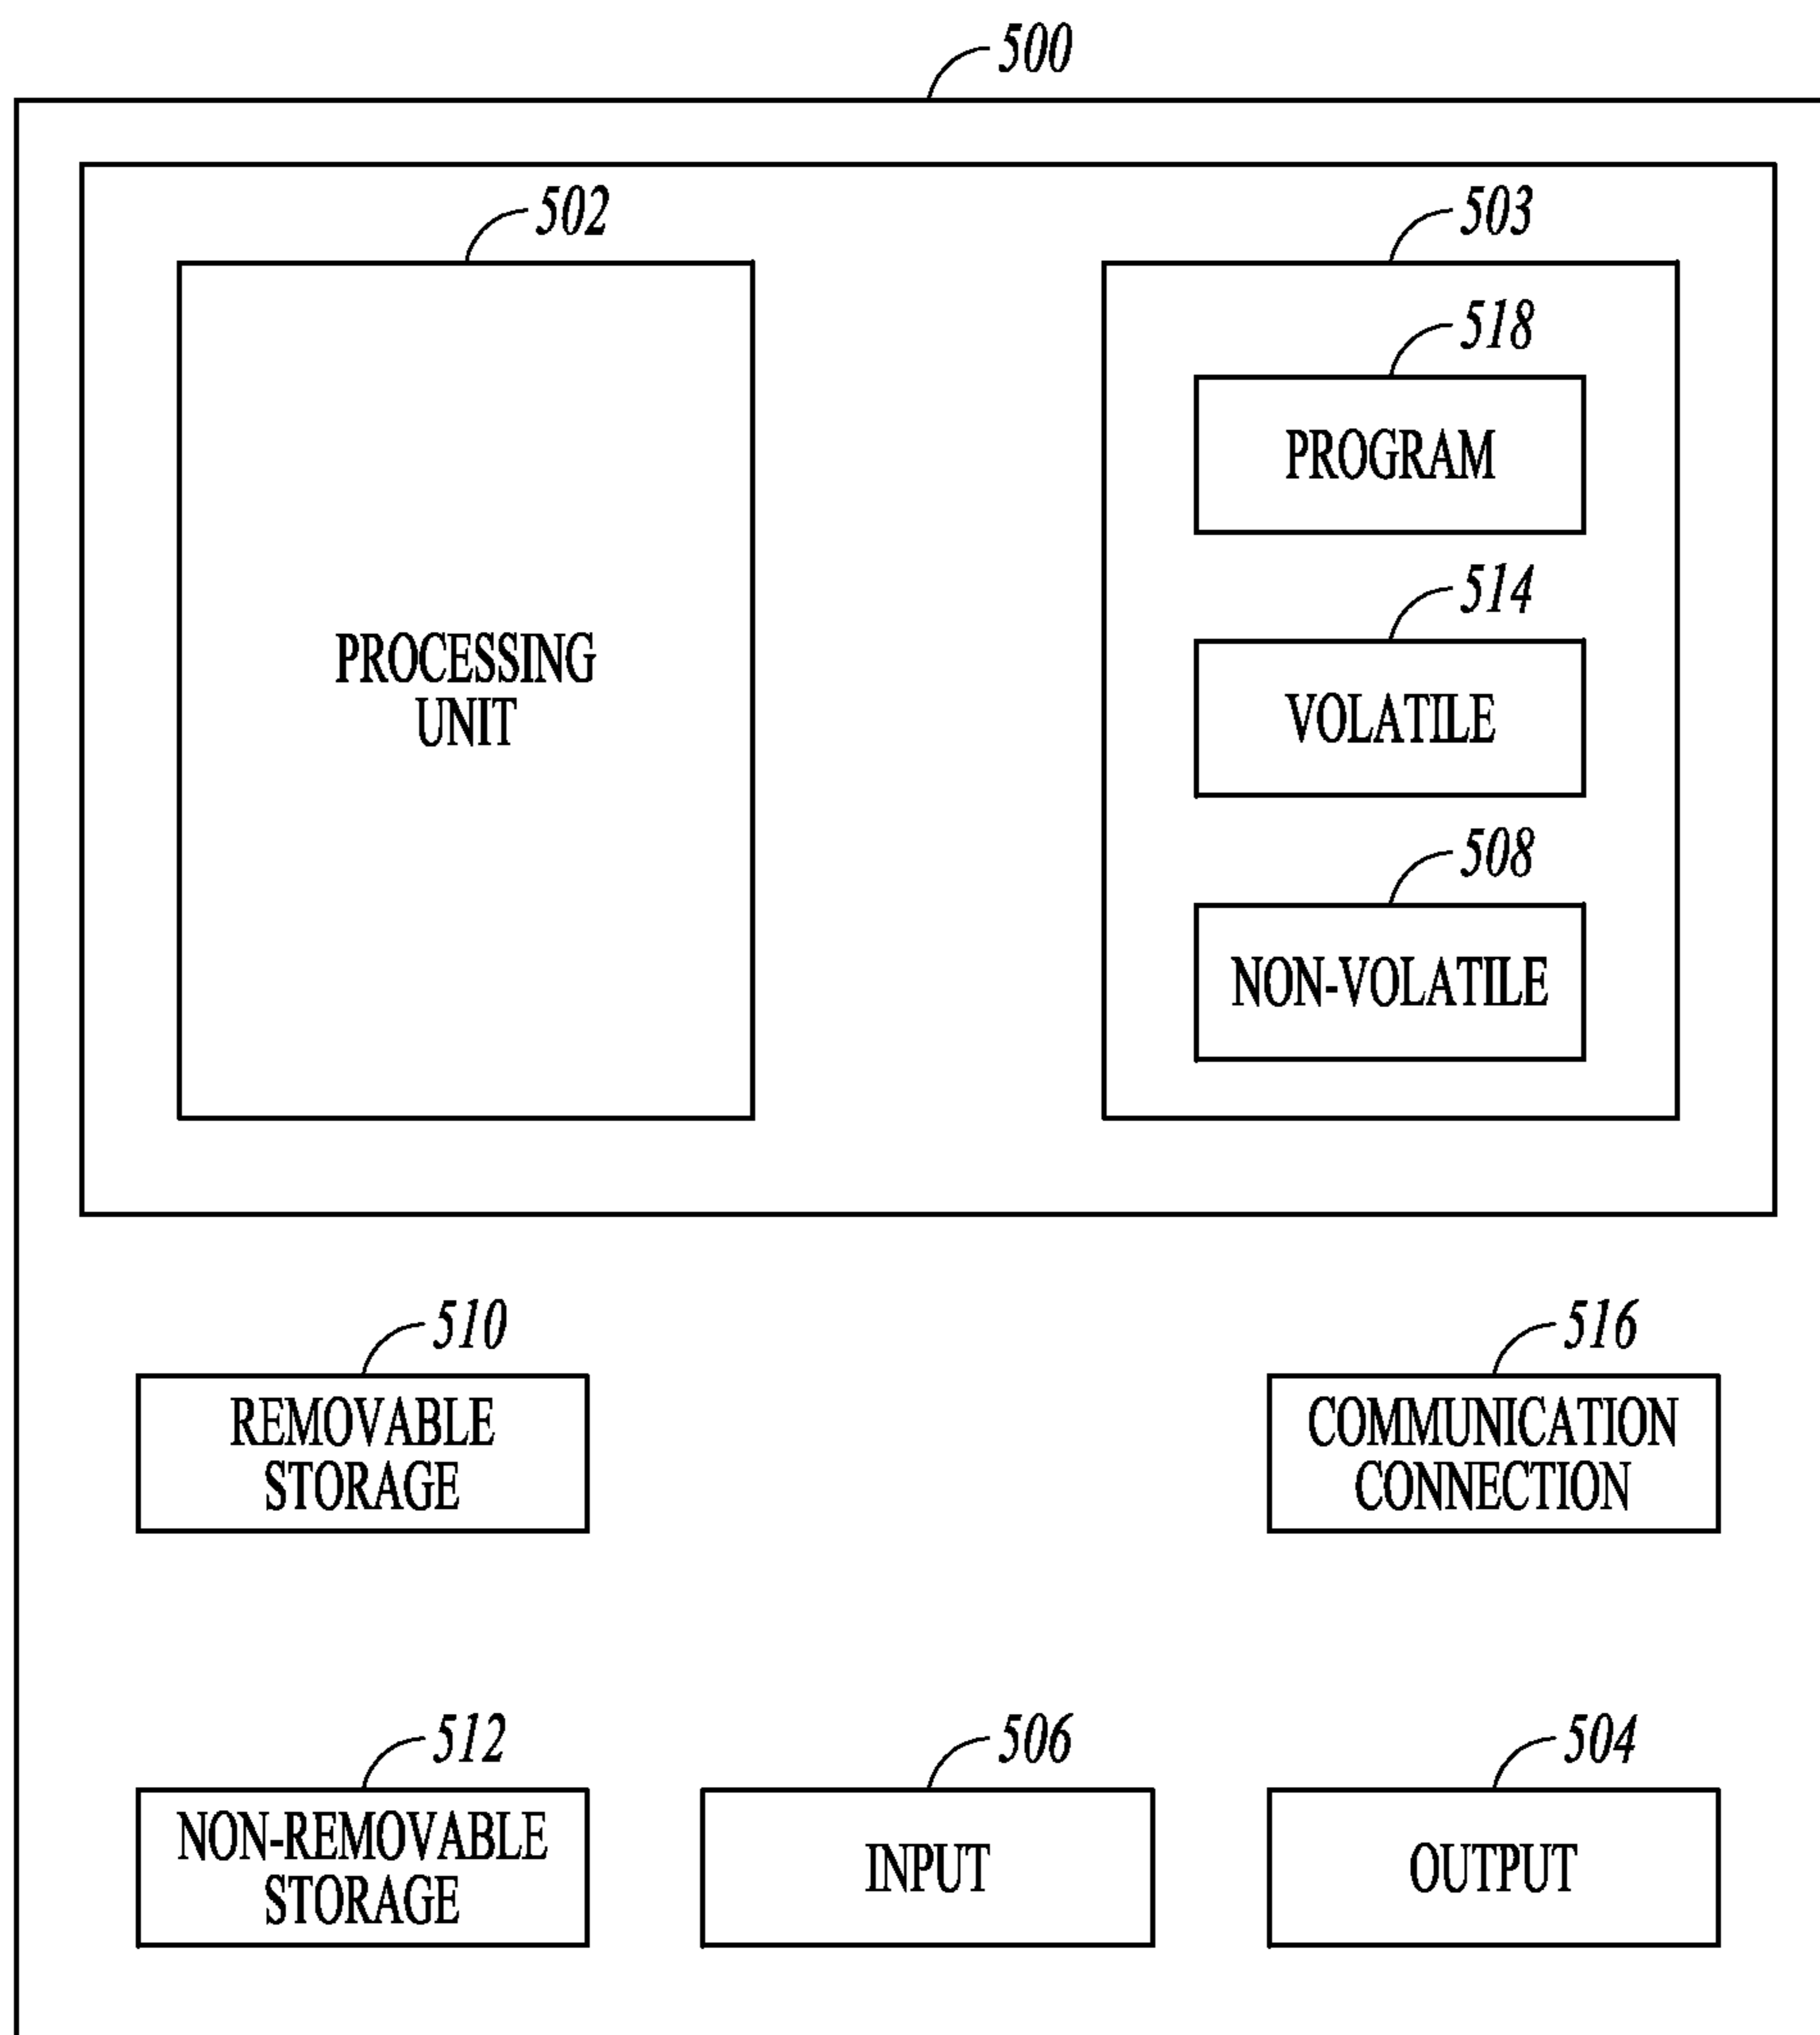 500
502
503
518
PROGRAM
514
VOLATILE
508
NON-VOLATILE
PROCESSING
UNIT
510
REMOVABLE
STORAGE
516
COMMUNICATION
CONNECTION
512
NON-REMOVABLE
STORAGE
506
INPUT
504
OUTPUT